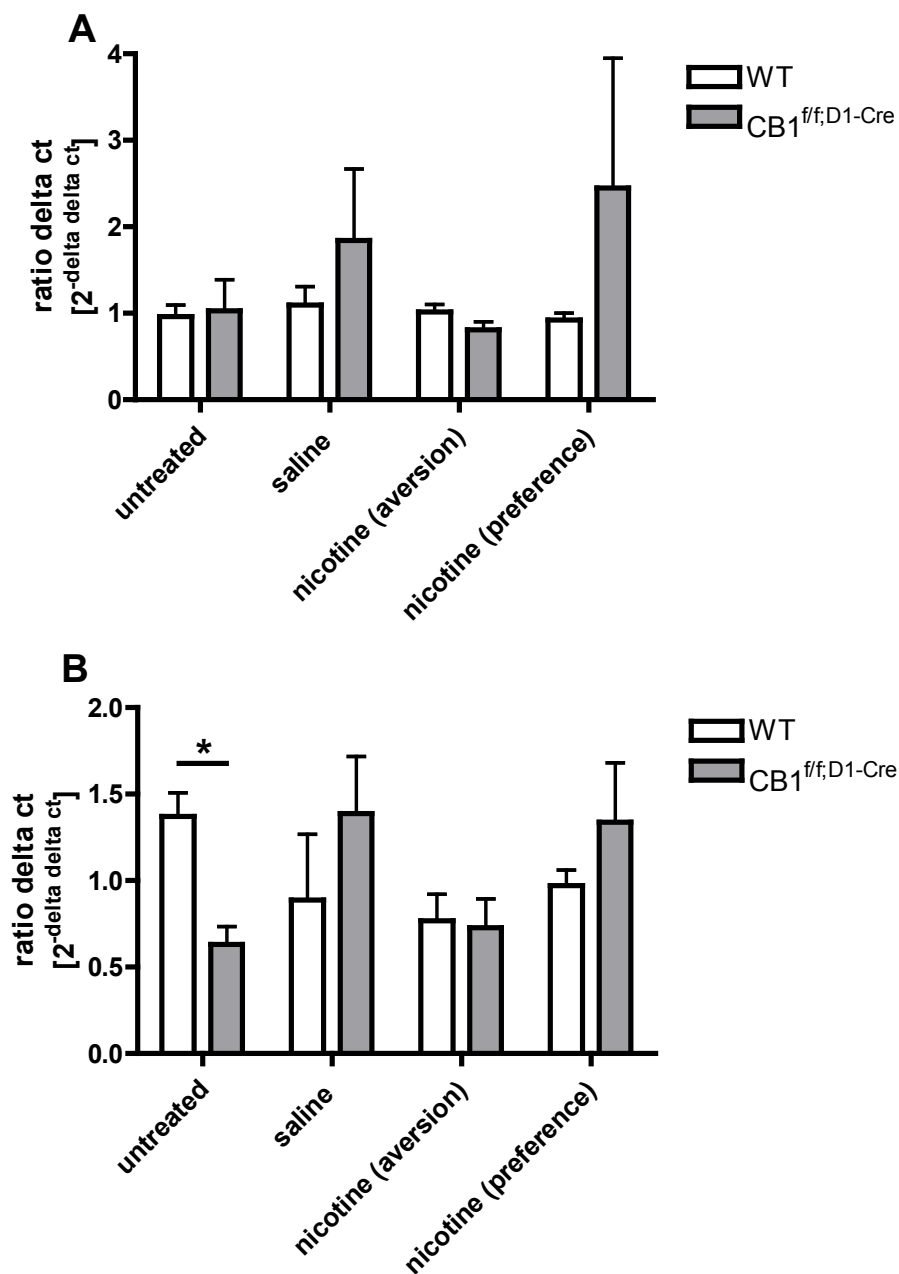 A
4
3
2
1
0
ratio delta ct
[2-delta delta ct]
WT
CB1f/f;D1-Cre
untreated
saline
nicotine (aversion)
nicotine (preference)
B
2.0
1.5
1.0
0.5
0.0
ratio delta ct
[2-delta delta ct]
*
WT
CB1f/f;D1-Cre
untreated
saline
nicotine (aversion)
nicotine (preference)